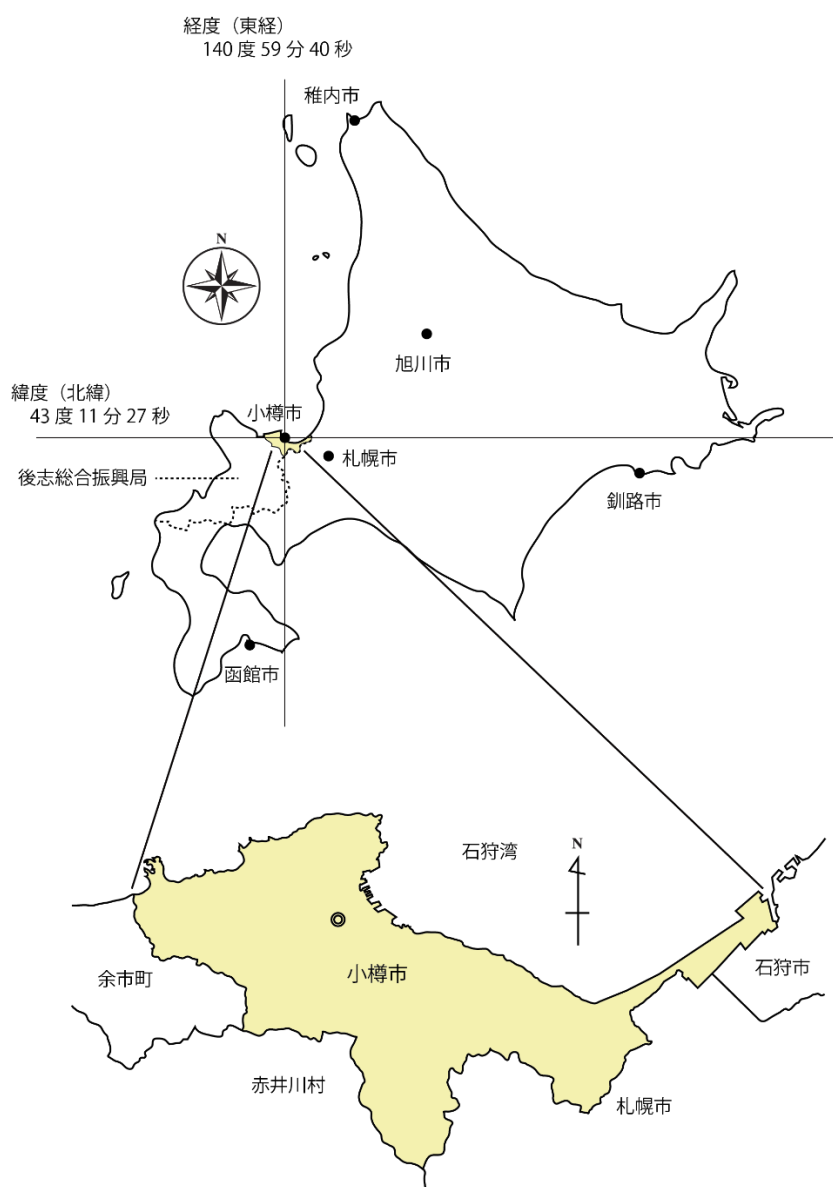 経度（東経）
140 度 59 分 40 秒
稚内市
N
旭川市
緯度（北緯）
43 度 11 分 27 秒
小樽市
札幌市
後志総合振興局
釧路市
函館市
石狩湾
N
小樽市
余市町
石狩市
赤井川村
札幌市